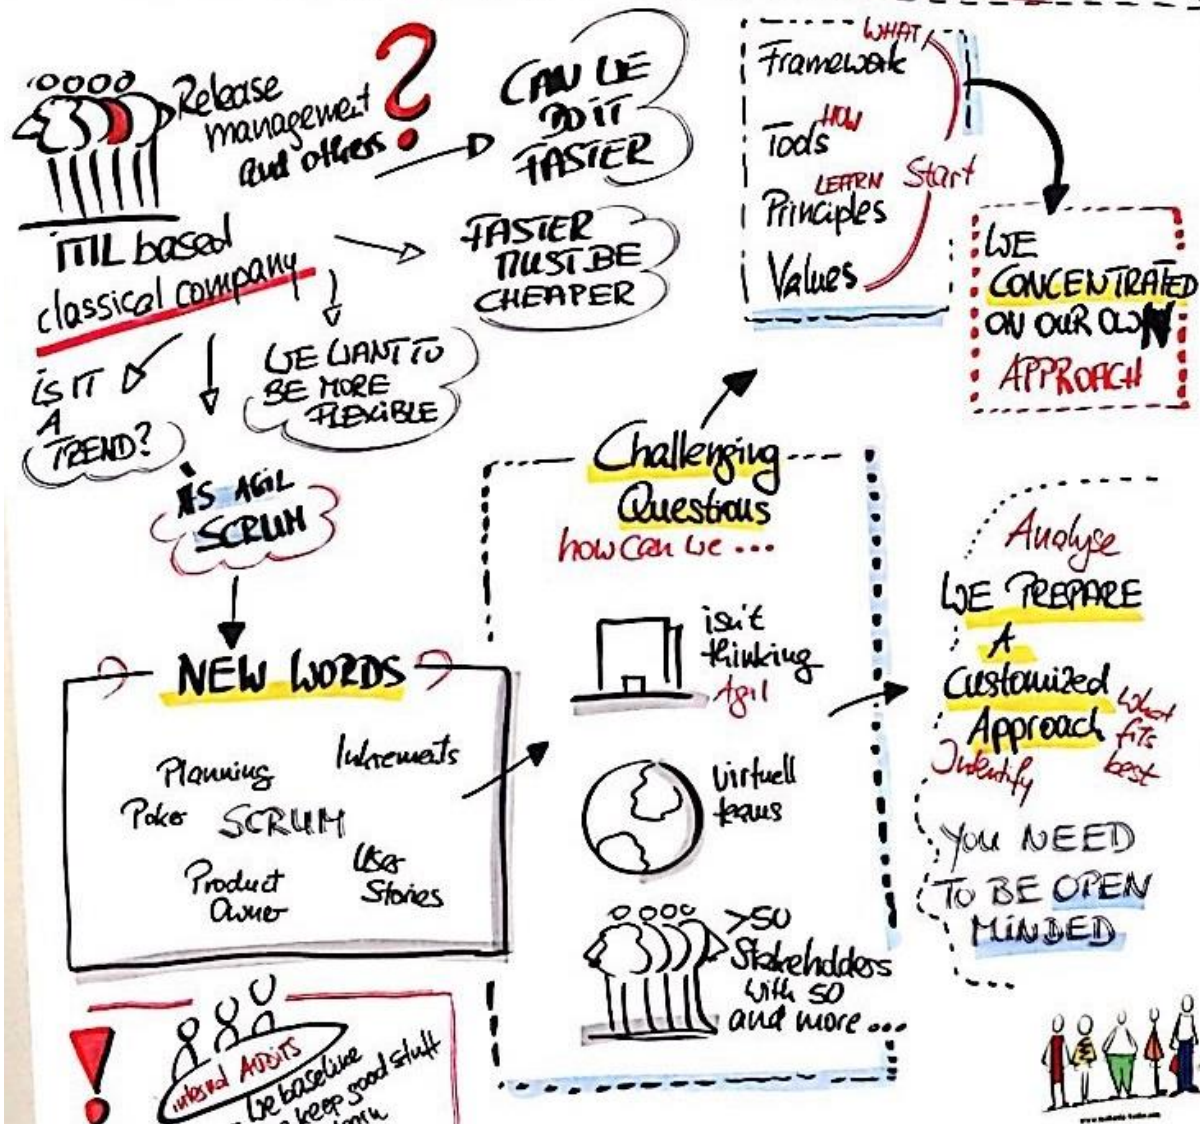 Release
management
and others ?
ITIL based
classical company
CAN WE
DO IT
FASTER
FASTER
MUST BE
CHEAPER
WE WANT TO
BE MORE
FLEXIBLE
iS IT
A
TREND?
iS AGIL
SCRUM
NEW WORDS
Planning
Poker
Inkrements
SCRUM
Product
Owner
User
Stories
!
internal AUDITS
we baseline
keep good stuff
Challenging
Questions
how can we ...
isn't
thinking
Agil
virtuell
teams
>50
Stakeholders
with 50
and more ...
WHAT
Framework
HOW
Tools
LEARN
Principles
Values
Start
WE
CONCENTRATED
ON OUR OWN
APPROACH
Analyse
WE PREPARE
A
Customized
Approach
what
fits
best
Indentify
YOU NEED
TO BE OPEN
MINDED